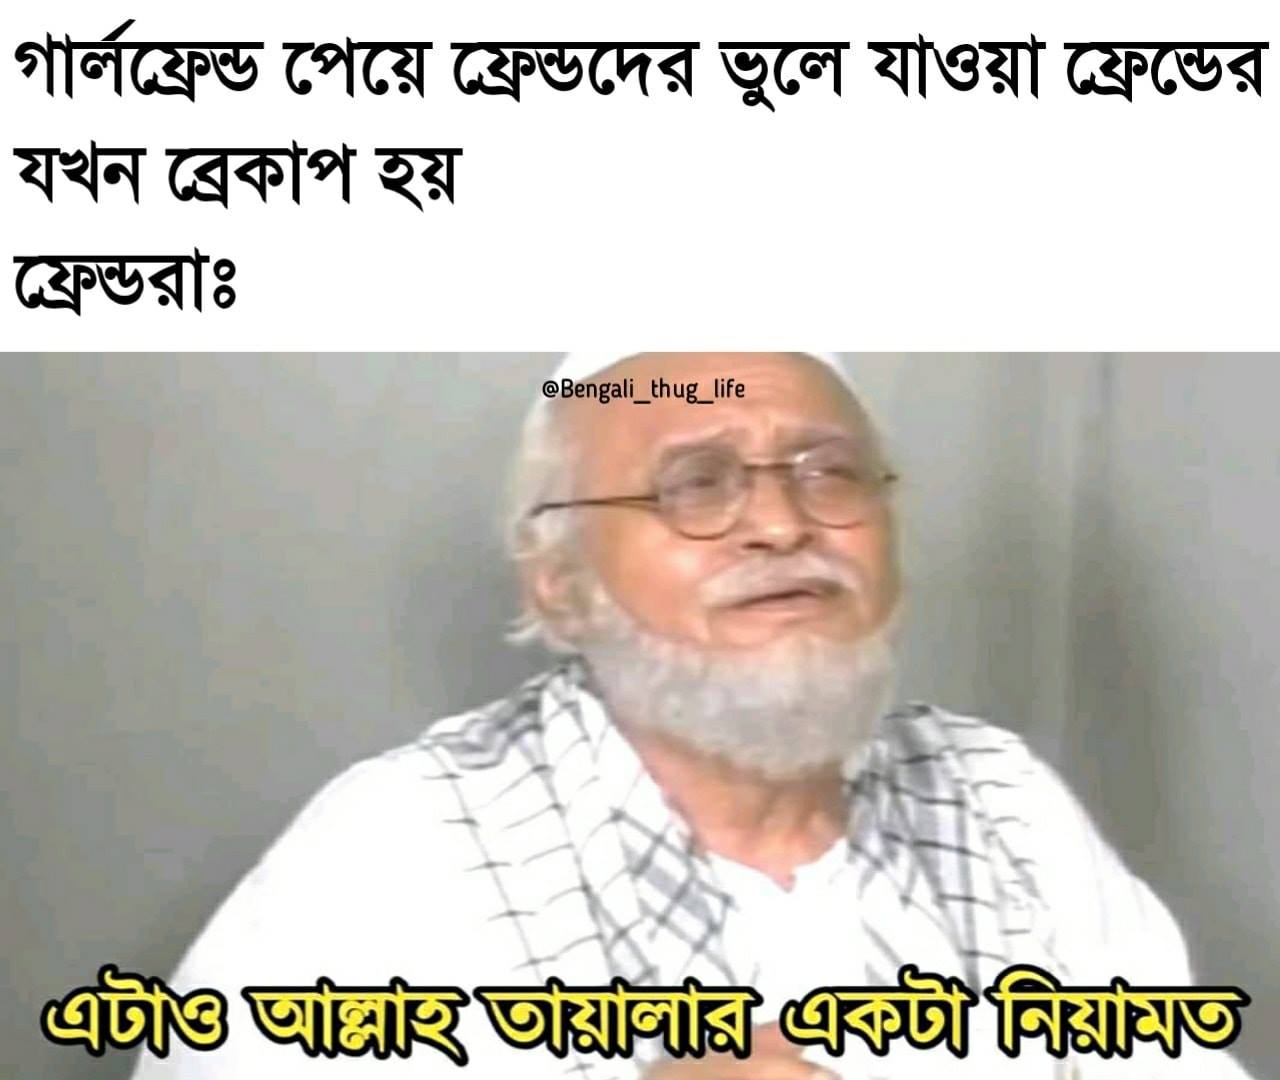 গার্লফ্রেন্ড পেয়ে ফ্রেন্ডদের ভুলে যাওয়া ফ্রেন্ডের
যখন ব্রেকাপ হয়
ফ্রেন্ডরাঃ
@Bengali_thug_life
এটাও আল্লাহ তায়ালার একটা নিয়ামত